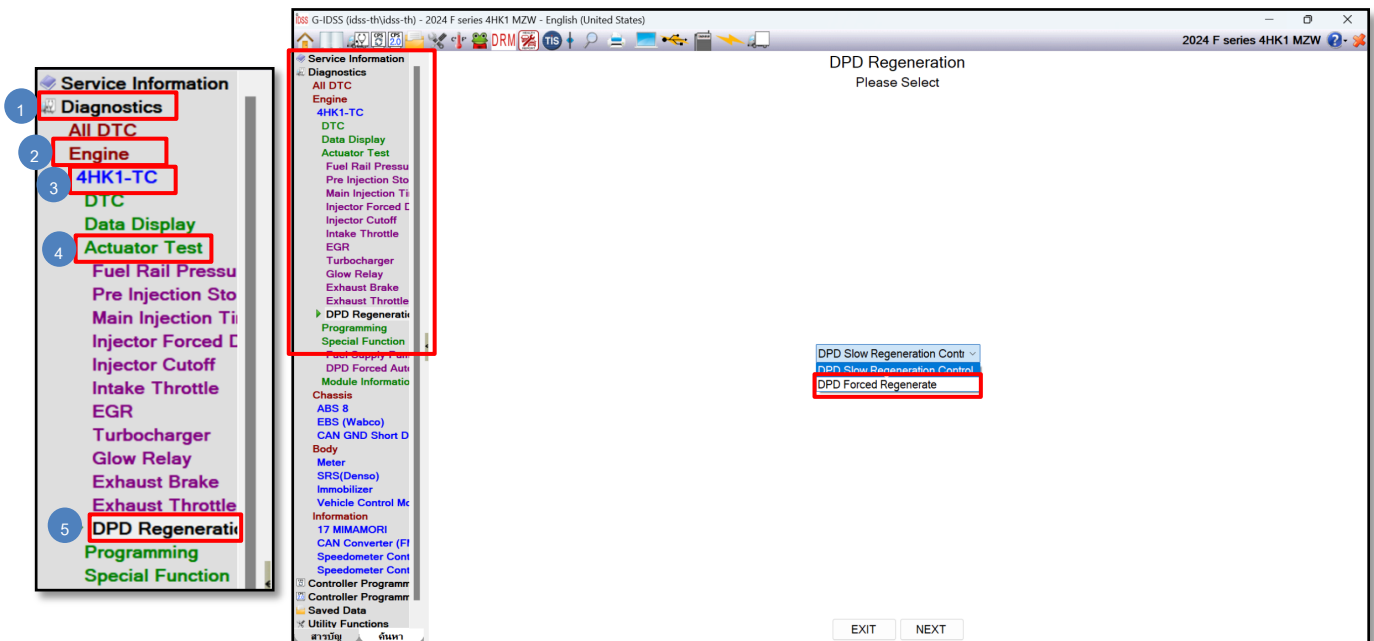 Service Information
1
Diagnostics
All DTC
2
Engine
3
4HK1-TC
DTC
Data Display
4
Actuator Test
Fuel Rail Pressu
Pre Injection Sto
Main Injection Ti
Injector Forced D
Injector Cutoff
Intake Throttle
EGR
Turbocharger
Glow Relay
Exhaust Brake
Exhaust Throttle
5
DPD Regeneratio
Programming
Special Function
idss G-IDSS (idss-th\idss-th) - 2024 F series 4HK1 MZW - English (United States)
CPS CPS 2.0 DRM TIS
2024 F series 4HK1 MZW
Service Information
Diagnostics
All DTC
Engine
4HK1-TC
DTC
Data Display
Actuator Test
Fuel Rail Pressu
Pre Injection Sto
Main Injection Ti
Injector Forced D
Injector Cutoff
Intake Throttle
EGR
Turbocharger
Glow Relay
Exhaust Brake
Exhaust Throttle
DPD Regeneratio
Programming
Special Function
Fuel Supply Pum
DPD Forced Auto
Module Informatio
Chassis
ABS 8
EBS (Wabco)
CAN GND Short D
Body
Meter
SRS(Denso)
Immobilizer
Vehicle Control Mo
Information
17 MIMAMORI
CAN Converter (FM
Speedometer Cont
Speedometer Cont
Controller Programm
Controller Programm
Saved Data
Utility Functions
สารบัญ ค้นหา
DPD Regeneration
Please Select
DPD Slow Regeneration Contr
DPD Slow Regeneration Control
DPD Forced Regenerate
EXIT NEXT